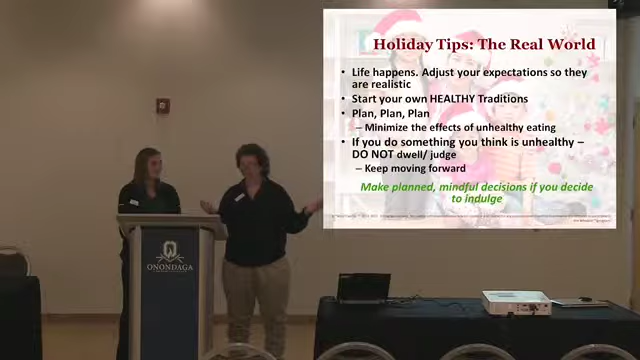 Holiday Tips: The Real World
• Life happens. Adjust your expectations so they
are realistic
• Start your own HEALTHY Traditions
• Plan, Plan, Plan
– Minimize the effects of unhealthy eating
• If you do something you think is unhealthy –
DO NOT dwell/ judge
– Keep moving forward
Make planned, mindful decisions if you decide
to indulge
ONONDAGA